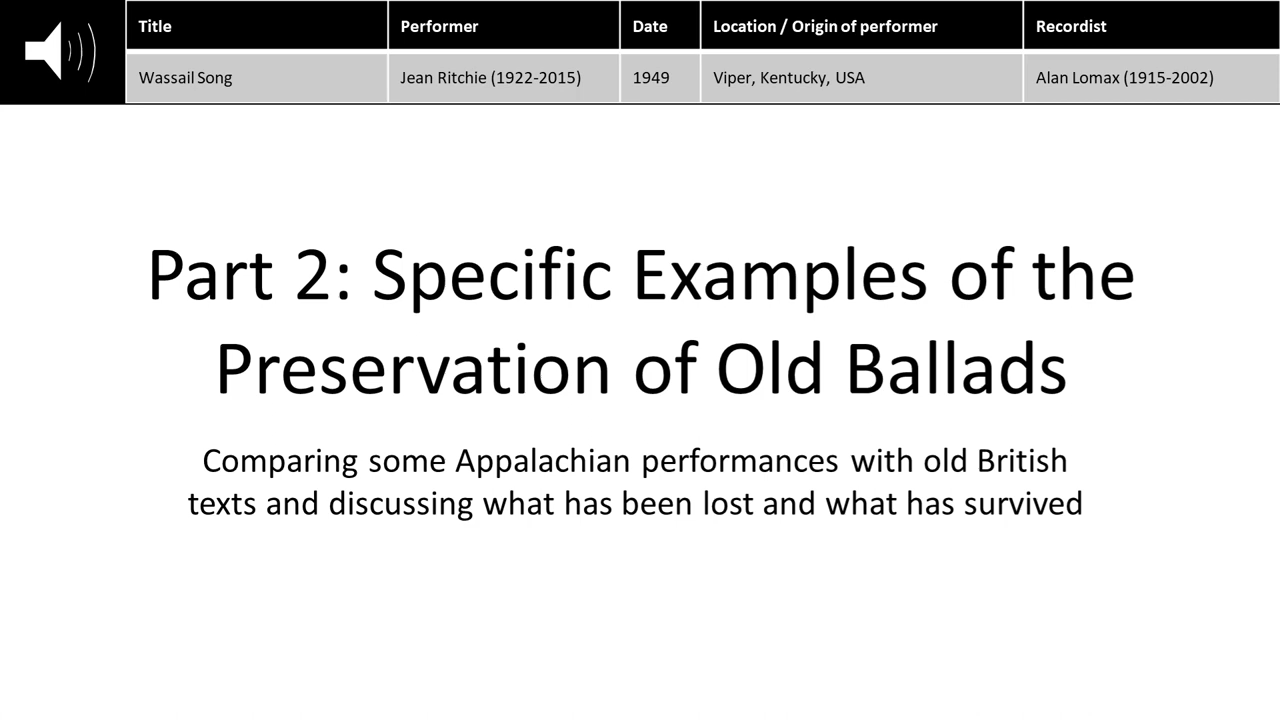 Title Performer Date Location / Origin of performer Recordist
Wassail Song Jean Ritchie (1922-2015) 1949 Viper, Kentucky, USA Alan Lomax (1915-2002)
Part 2: Specific Examples of the
Preservation of Old Ballads
Comparing some Appalachian performances with old British
texts and discussing what has been lost and what has survived